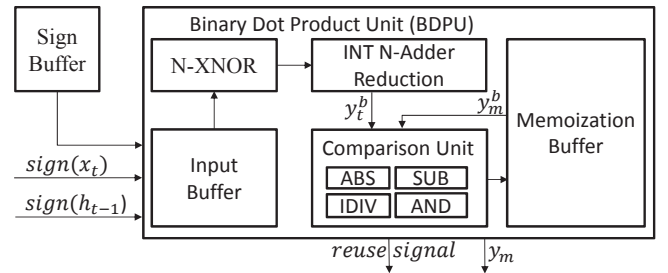 Sign
Buffer
Binary Dot Product Unit (BDPU)
N-XNOR
INT N-Adder
Reduction
y_t^b
y_m^b
Memoization
Buffer
Input
Buffer
Comparison Unit
ABS
SUB
IDIV
AND
sign(x_t)
sign(h_{t−1})
reuse signal
y_m